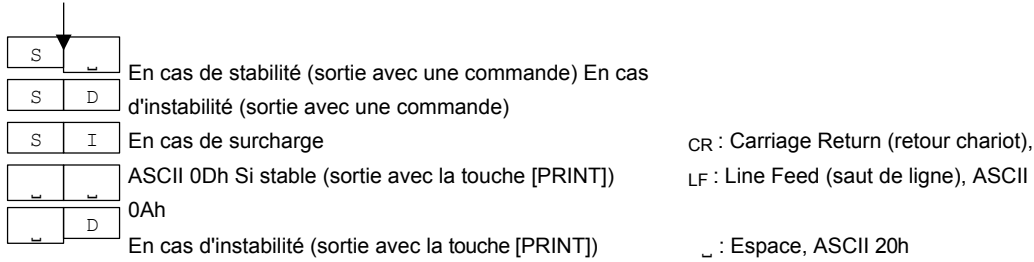 S ␣
En cas de stabilité (sortie avec une commande) En cas
S D
d'instabilité (sortie avec une commande)
S I En cas de surcharge CR : Carriage Return (retour chariot),
␣ ␣ ASCII 0Dh Si stable (sortie avec la touche [PRINT]) LF : Line Feed (saut de ligne), ASCII
0Ah
␣ D
En cas d'instabilité (sortie avec la touche [PRINT]) ␣ : Espace, ASCII 20h